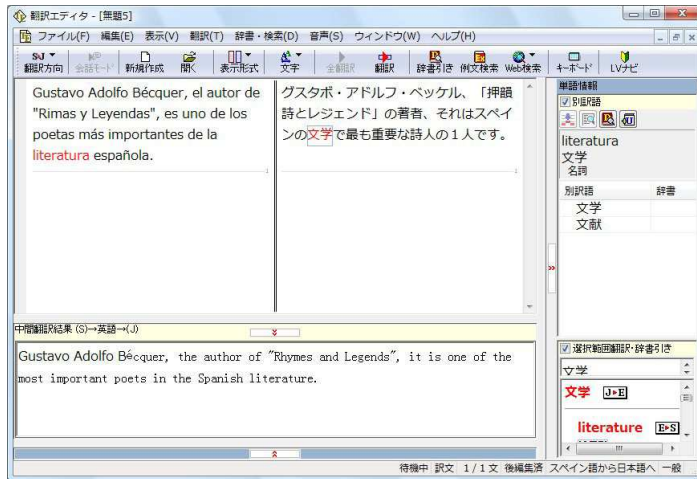 翻訳エディタ - [無題5]
ファイル(F) 編集(E) 表示(V) 翻訳(T) 辞書・検索(D) 音声(S) ウィンドウ(W) ヘルプ(H)
翻訳方向 会話モード 新規作成 開く 表示形式 文字 全翻訳 翻訳 辞書引き 例文検索 Web検索 キーボード LVナビ
Gustavo Adolfo Bécquer, el autor de
"Rimas y Leyendas", es uno de los
poetas más importantes de la
literatura española.
グスタボ・アドルフ・ベッケル、「押韻
詩とレジェンド」の著者、それはスペイ
ンの文学で最も重要な詩人の１人です。
単語情報
別訳語
literatura
文学
名詞
別訳語 辞書
文学
文献
中間翻訳結果 (S)→英語→(J)
Gustavo Adolfo Bécquer, the author of "Rhymes and Legends", it is one of the
most important poets in the Spanish literature.
選択範囲翻訳・辞書引き
文学
文学 J▶E
literature E▶S
待機中 訳文 1/1文 後編集済 スペイン語から日本語へ 一般